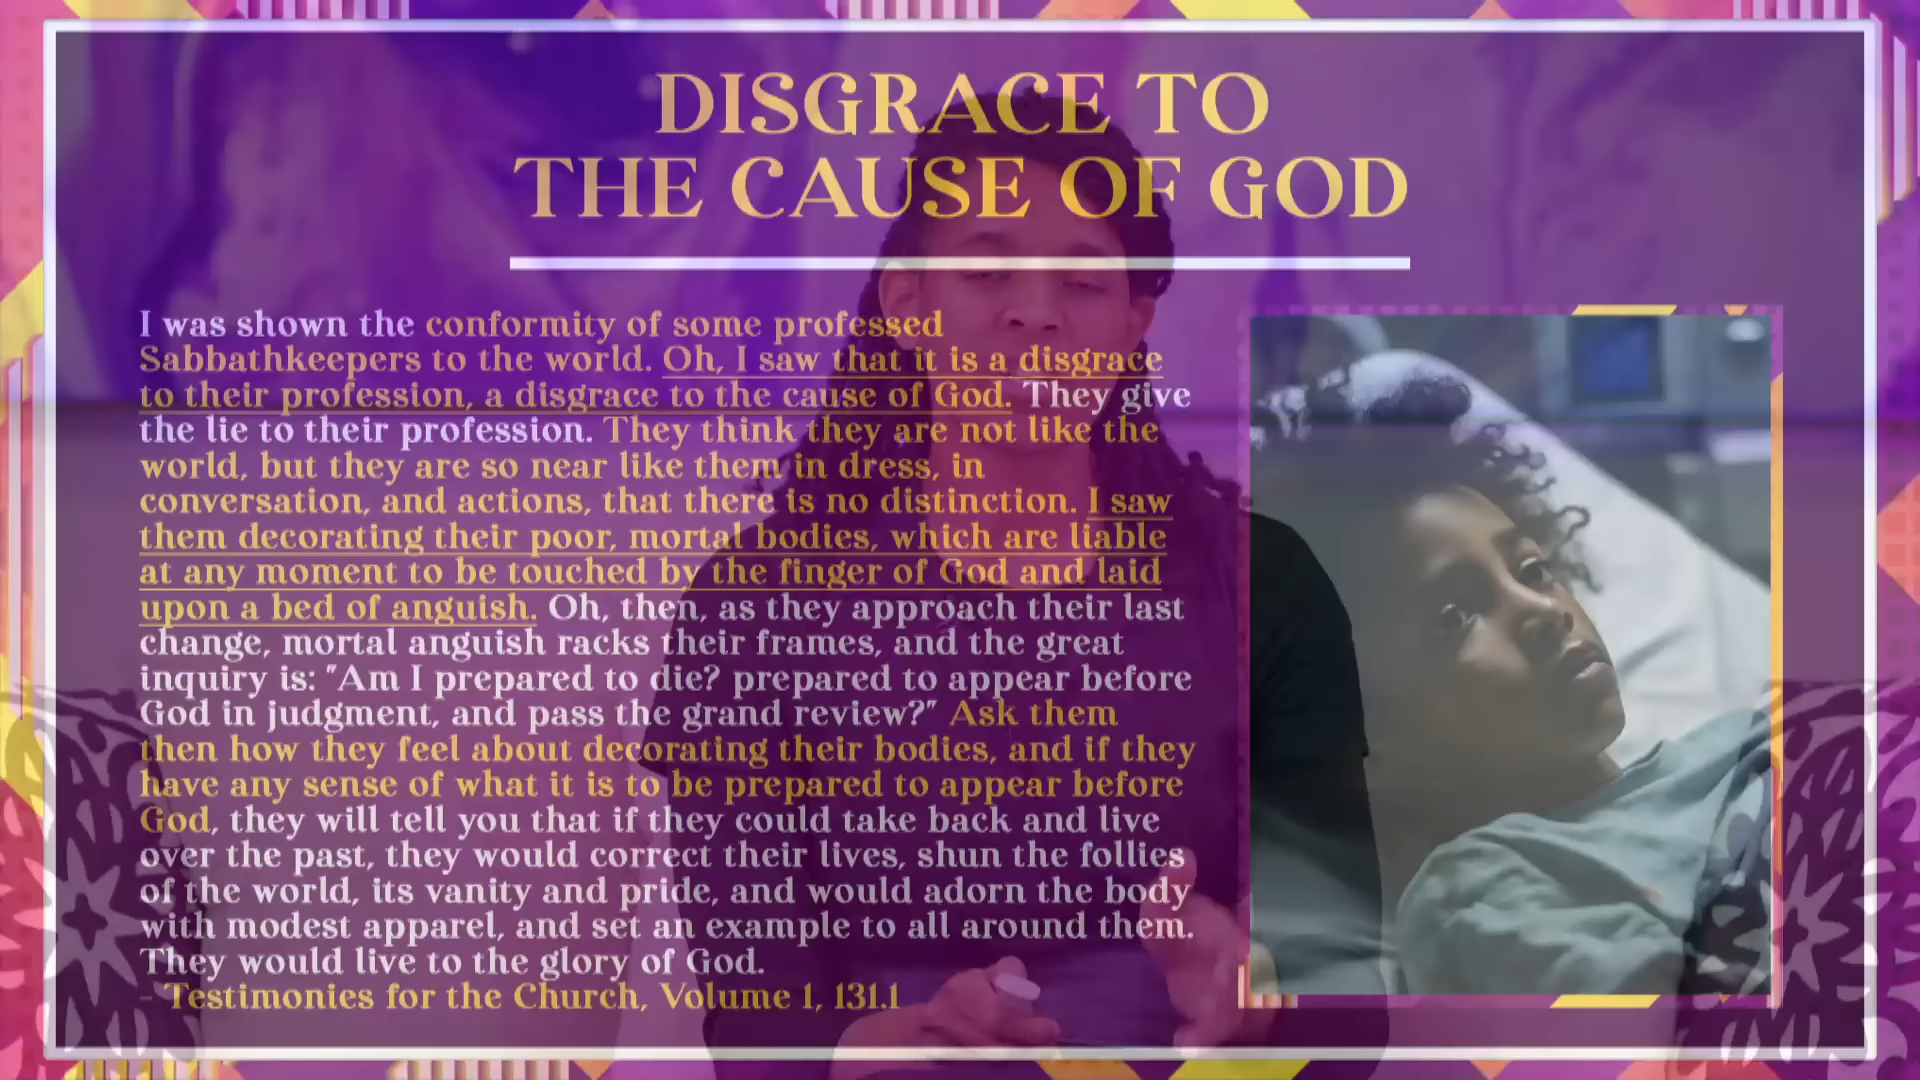 DISGRACE TO
THE CAUSE OF GOD
I was shown the conformity of some professed
Sabbathkeepers to the world. Oh, I saw that it is a disgrace
to their profession, a disgrace to the cause of God. They give
the lie to their profession. They think they are not like the
world, but they are so near like them in dress, in
conversation, and actions, that there is no distinction. I saw
them decorating their poor, mortal bodies, which are liable
at any moment to be touched by the finger of God and laid
upon a bed of anguish. Oh, then, as they approach their last
change, mortal anguish racks their frames, and the great
inquiry is: "Am I prepared to die? prepared to appear before
God in judgment, and pass the grand review?" Ask them
then how they feel about decorating their bodies, and if they
have any sense of what it is to be prepared to appear before
God, they will tell you that if they could take back and live
over the past, they would correct their lives, shun the follies
of the world, its vanity and pride, and would adorn the body
with modest apparel, and set an example to all around them.
They would live to the glory of God.
- Testimonies for the Church, Volume 1, 131.1